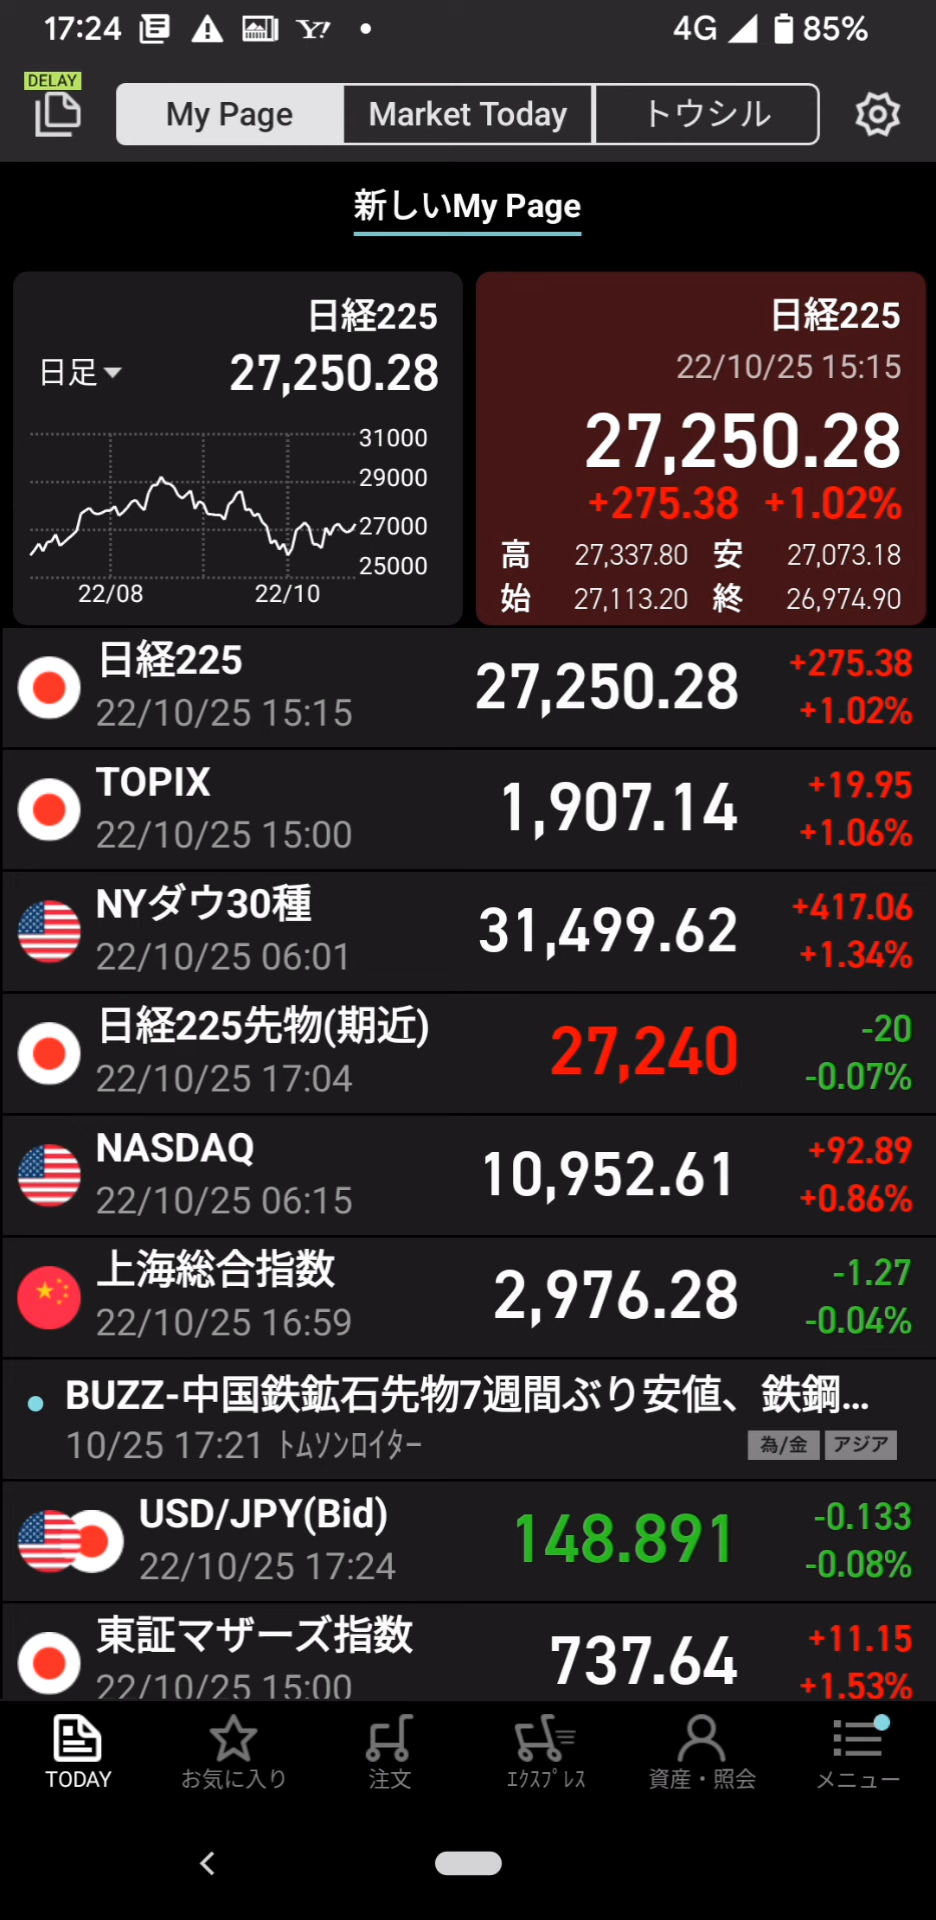 17:24
4G 85%
DELAY
My Page
Market Today
トウシル
新しいMy Page
日経225
日足
27,250.28
31000
29000
27000
25000
22/08
22/10
日経225
22/10/25 15:15
27,250.28
+275.38 +1.02%
高 27,337.80 安 27,073.18
始 27,113.20 終 26,974.90
日経225
22/10/25 15:15
27,250.28
+275.38
+1.02%
TOPIX
22/10/25 15:00
1,907.14
+19.95
+1.06%
NYダウ30種
22/10/25 06:01
31,499.62
+417.06
+1.34%
日経225先物(期近)
22/10/25 17:04
27,240
-20
-0.07%
NASDAQ
22/10/25 06:15
10,952.61
+92.89
+0.86%
上海総合指数
22/10/25 16:59
2,976.28
-1.27
-0.04%
BUZZ-中国鉄鉱石先物7週間ぶり安値、鉄鋼...
10/25 17:21 ﾄﾑｿﾝﾛｲﾀｰ
為/金
アジア
USD/JPY(Bid)
22/10/25 17:24
148.891
-0.133
-0.08%
東証マザーズ指数
22/10/25 15:00
737.64
+11.15
+1.53%
TODAY
お気に入り
注文
ｴｸｽﾌﾟﾚｽ
資産・照会
メニュー